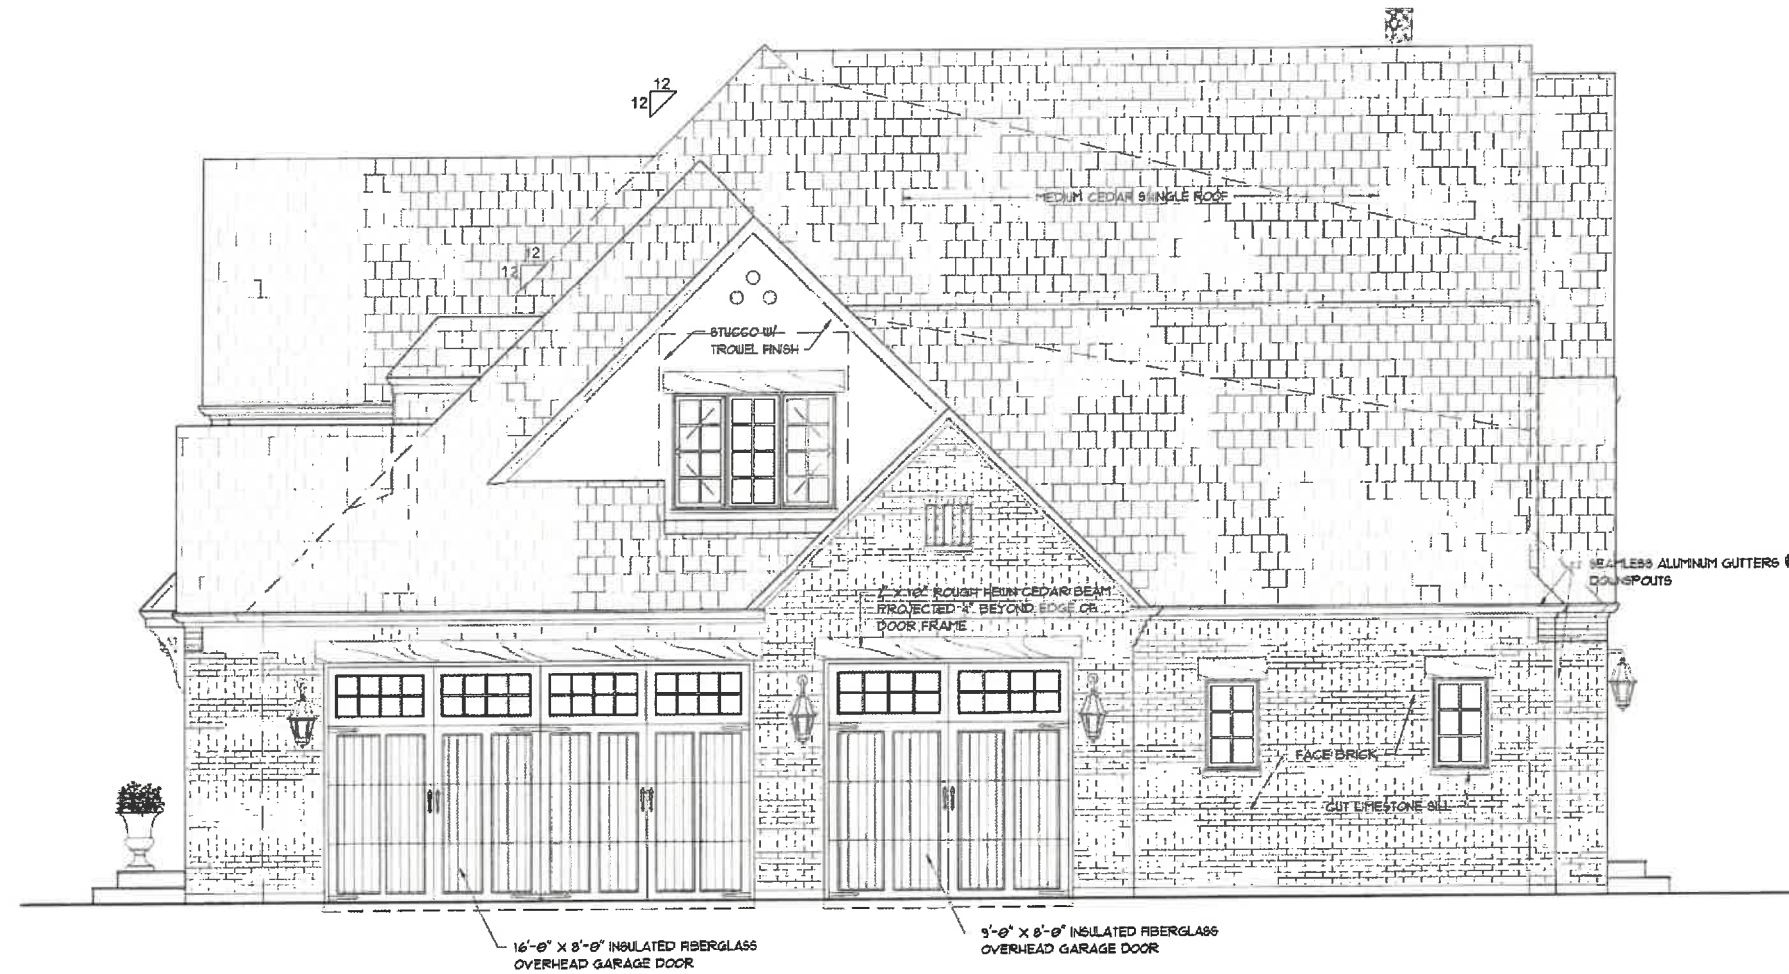 12
12
MEDIUM CEDAR SHINGLE ROOF
12
12
STUCCO W/
TROWEL FINISH
SEAMLESS ALUMINUM GUTTERS &
DOWNSPOUTS
ROUGH HEWN CEDAR BEAM
PROJECTED 4" BEYOND EDGE OF
DOOR FRAME
FACE BRICK
CUT LIMESTONE SILL
16'-0" X 8'-0" INSULATED FIBERGLASS
OVERHEAD GARAGE DOOR
9'-0" X 8'-0" INSULATED FIBERGLASS
OVERHEAD GARAGE DOOR